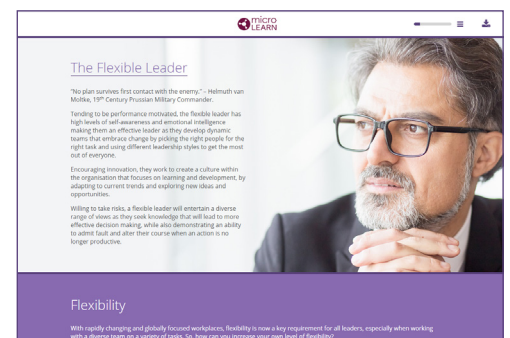 micro
LEARN
The Flexible Leader
"No plan survives first contact with the enemy." – Helmuth van
Moltke, 19th Century Prussian Military Commander.
Tending to be performance motivated, the flexible leader has
high levels of self-awareness and emotional intelligence
making them an effective leader as they develop dynamic
teams that embrace change by picking the right people for the
right task and using different leadership styles to get the most
out of everyone.
Encouraging innovation, they work to create a culture within
the organisation that focuses on learning and development, by
adapting to current trends and exploring new ideas and
opportunities.
Willing to take risks, a flexible leader will entertain a diverse
range of views as they seek knowledge that will lead to more
effective decision making, while also demonstrating an ability
to admit fault and alter their course when an action is no
longer productive.
Flexibility
With rapidly changing and globally focused workplaces, flexibility is now a key requirement for all leaders, especially when working
with a diverse team on a variety of tasks. So, how can you increase your own level of flexibility?